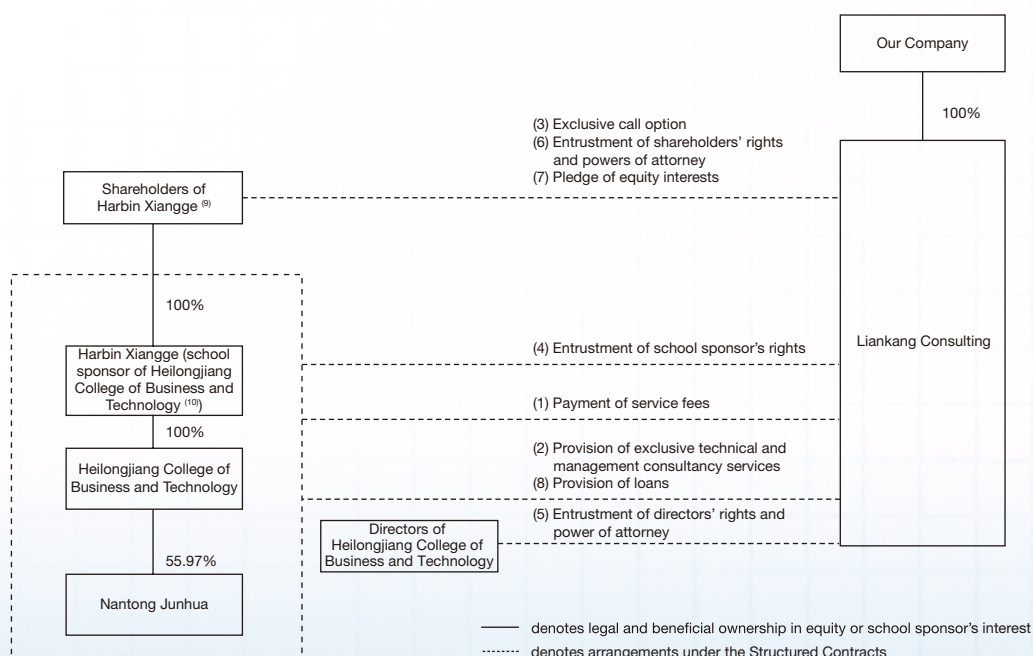 Our Company
100%
(3) Exclusive call option
(6) Entrustment of shareholders' rights
and powers of attorney
(7) Pledge of equity interests
Shareholders of
Harbin Xiangge (9)
100%
Harbin Xiangge (school
sponsor of Heilongjiang
College of Business and
Technology (10))
(4) Entrustment of school sponsor's rights
Liankang Consulting
(1) Payment of service fees
100%
Heilongjiang College of
Business and Technology
(2) Provision of exclusive technical and
management consultancy services
(8) Provision of loans
(5) Entrustment of directors' rights and
power of attorney
Directors of
Heilongjiang College of
Business and Technology
55.97%
Nantong Junhua
denotes legal and beneficial ownership in equity or school sponsor's interest
denotes arrangements under the Structured Contracts